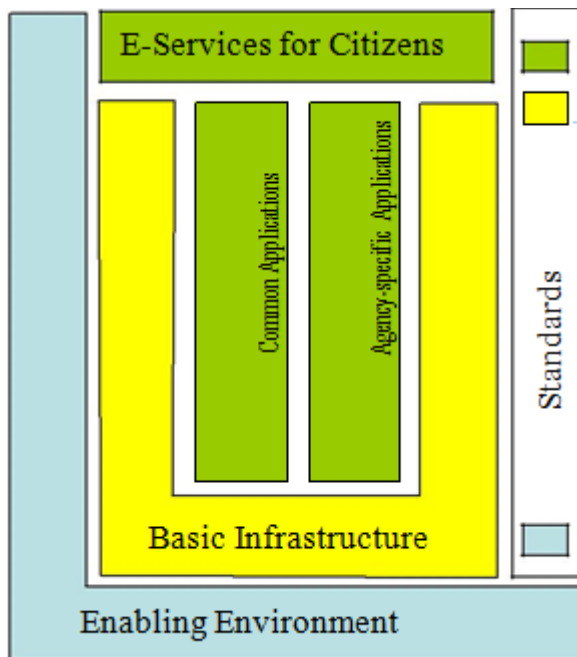 E-Services for Citizens
Common Applications
Agency-specific Applications
Standards
Basic Infrastructure
Enabling Environment